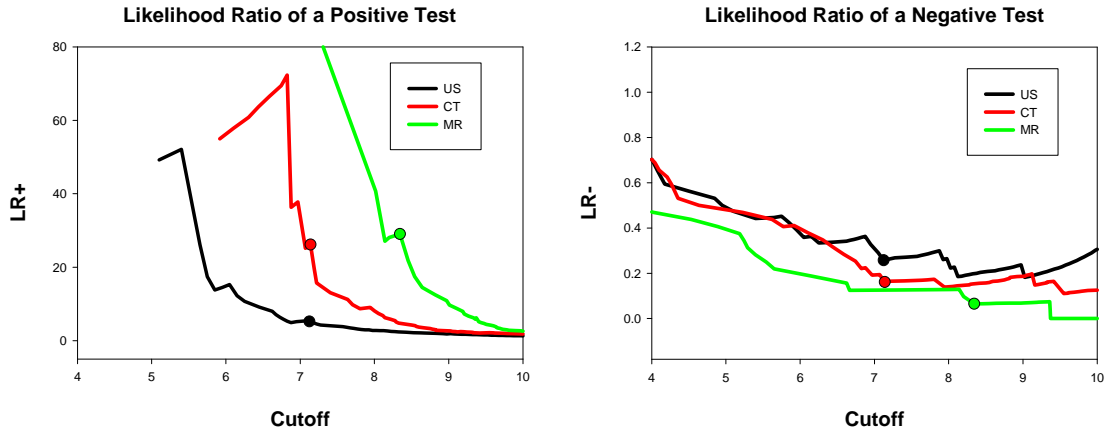 Likelihood Ratio of a Positive Test
80
60
40
20
0
LR+
US
CT
MR
4 5 6 7 8 9 10
Cutoff
Likelihood Ratio of a Negative Test
1.2
1.0
0.8
0.6
0.4
0.2
0.0
LR-
US
CT
MR
4 5 6 7 8 9 10
Cutoff